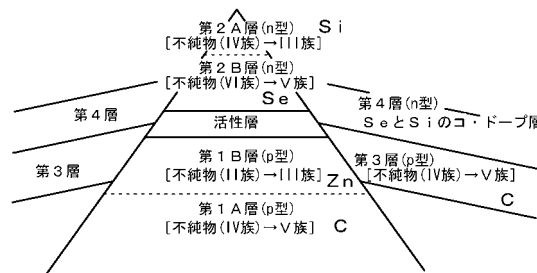 第2A層(n型) Si
[不純物(IV族)→III族]
第2B層(n型)
[不純物(VI族)→V族]
Se
第4層(n型)
SeとSiのコ・ドープ層
第4層
活性層
第3層
第1B層(p型)
[不純物(II族)→III族]
Zn
第3層(p型)
[不純物(IV族)→V族]
C
第1A層(p型)
[不純物(IV族)→V族]
C